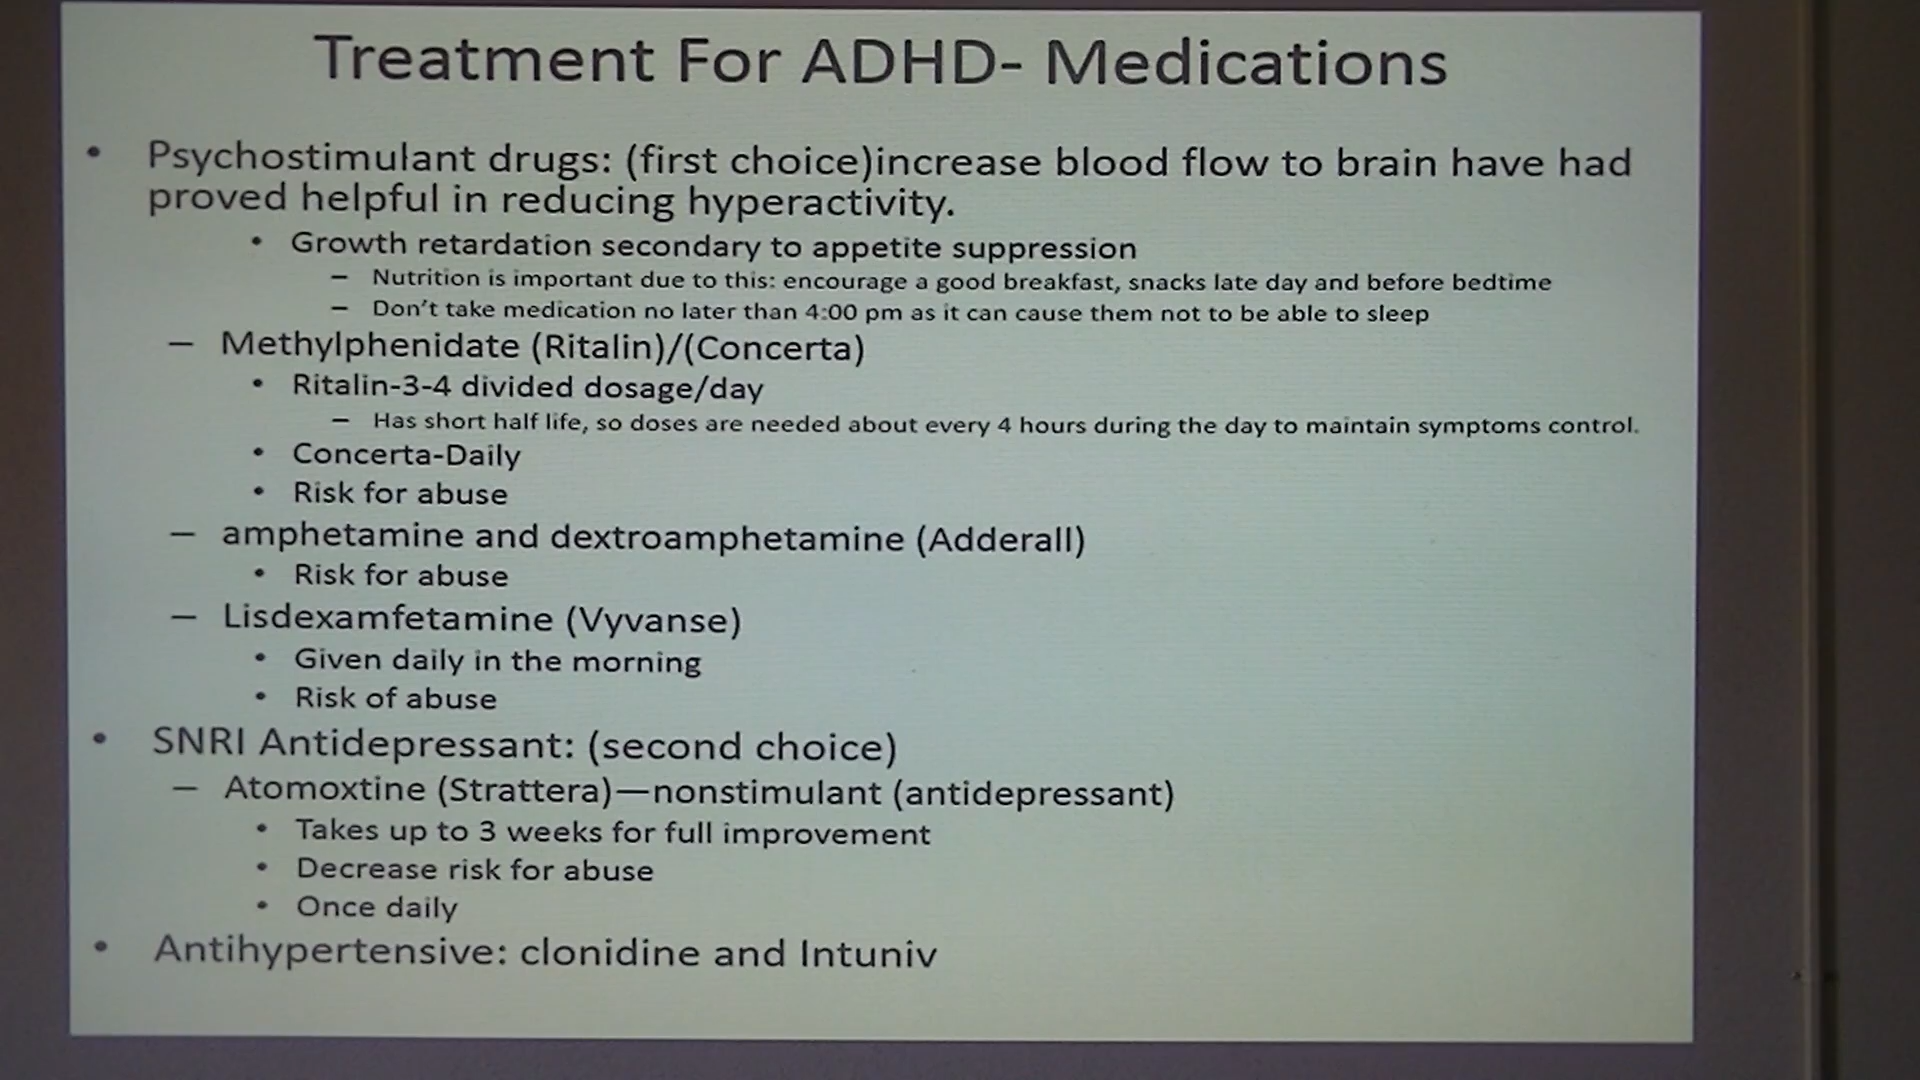 Treatment For ADHD- Medications
• Psychostimulant drugs: (first choice)increase blood flow to brain have had
proved helpful in reducing hyperactivity.
• Growth retardation secondary to appetite suppression
– Nutrition is important due to this: encourage a good breakfast, snacks late day and before bedtime
– Don't take medication no later than 4:00 pm as it can cause them not to be able to sleep
– Methylphenidate (Ritalin)/(Concerta)
• Ritalin-3-4 divided dosage/day
– Has short half life, so doses are needed about every 4 hours during the day to maintain symptoms control.
• Concerta-Daily
• Risk for abuse
– amphetamine and dextroamphetamine (Adderall)
• Risk for abuse
– Lisdexamfetamine (Vyvanse)
• Given daily in the morning
• Risk of abuse
• SNRI Antidepressant: (second choice)
– Atomoxtine (Strattera)—nonstimulant (antidepressant)
• Takes up to 3 weeks for full improvement
• Decrease risk for abuse
• Once daily
• Antihypertensive: clonidine and Intuniv